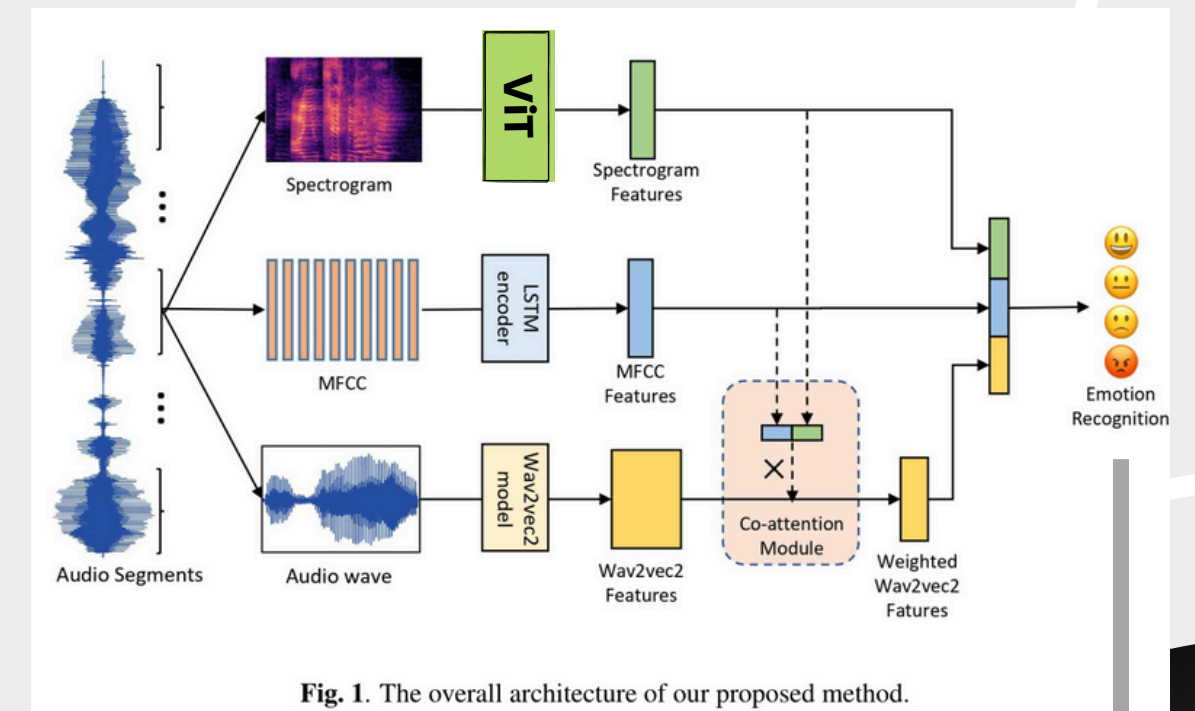 ViT
Spectrogram
Spectrogram
Features
LSTM
encoder
MFCC
MFCC
Features
Wav2vec2
model
Co-attention
Module
Emotion
Recognition
Audio Segments
Audio wave
Wav2vec2
Features
Weighted
Wav2vec2
Fatures
Fig. 1. The overall architecture of our proposed method.